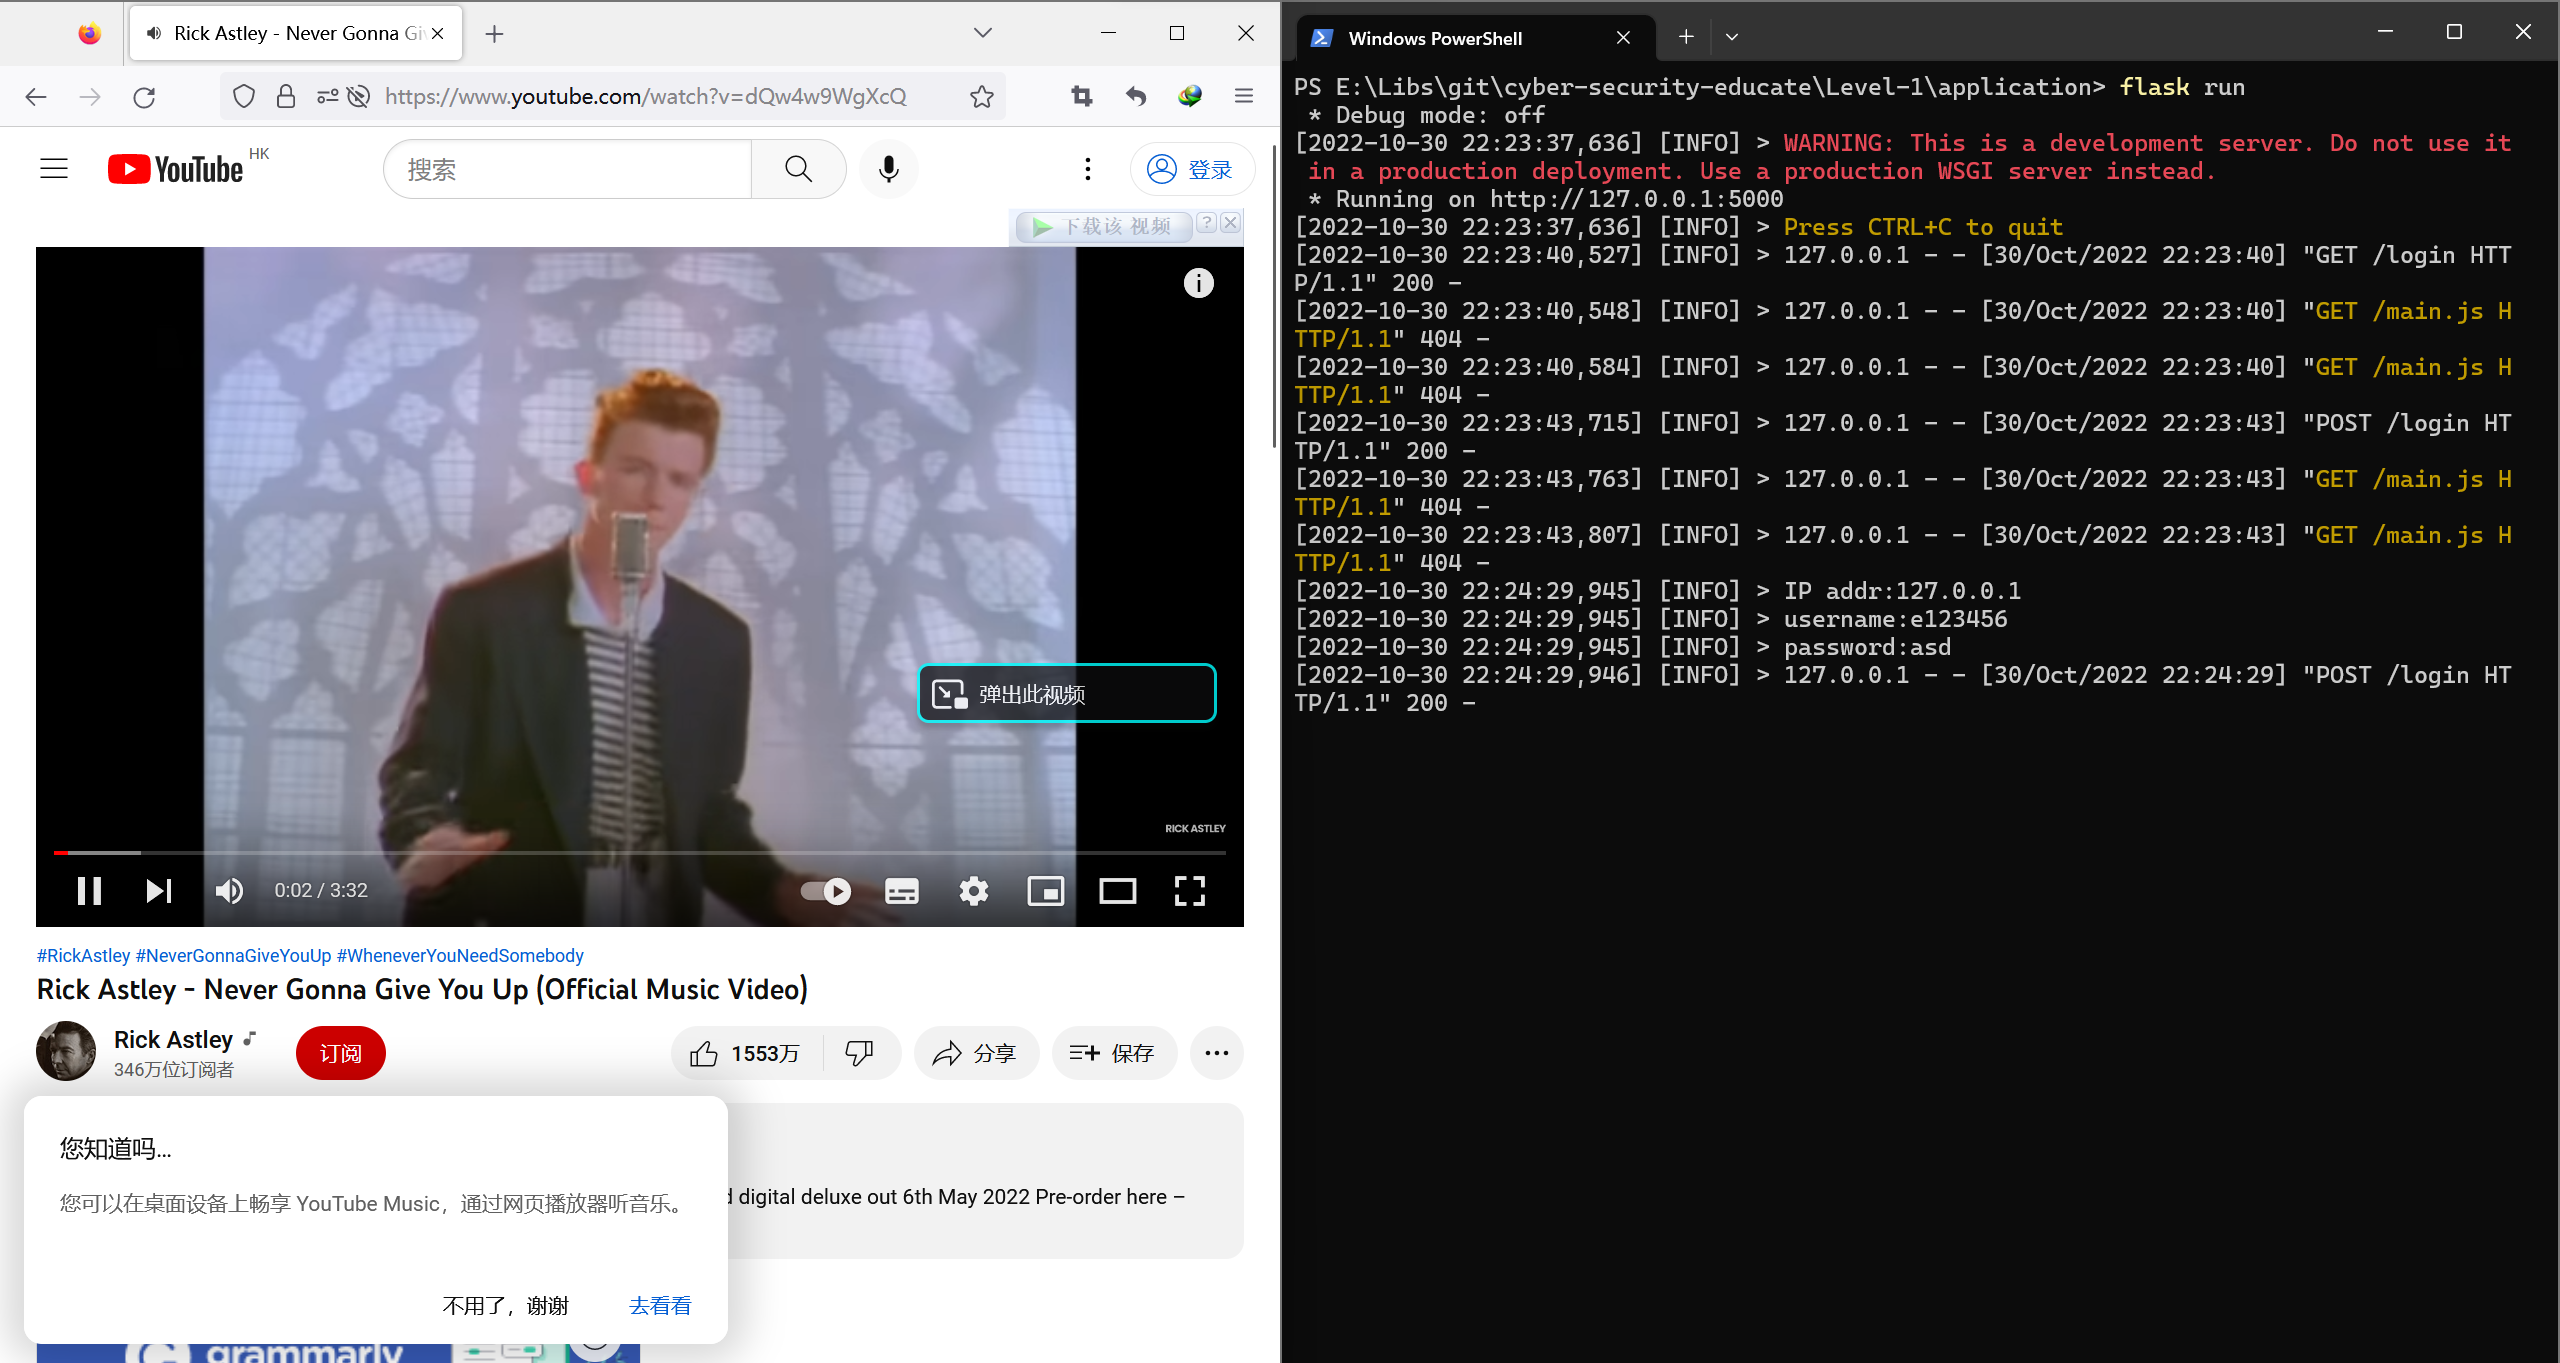 Rick Astley - Never Gonna Gi
https://www.youtube.com/watch?v=dQw4w9WgXcQ
YouTube HK
搜索
登录
下载该 视频 ?
i
弹出此视频
RICK ASTLEY
0:02 / 3:32
#RickAstley #NeverGonnaGiveYouUp #WheneverYouNeedSomebody
Rick Astley - Never Gonna Give You Up (Official Music Video)
Rick Astley
346万位订阅者
订阅
1553万
分享
保存
digital deluxe out 6th May 2022 Pre-order here –
您知道吗...
您可以在桌面设备上畅享 YouTube Music，通过网页播放器听音乐。
不用了，谢谢
去看看
grammarly
Windows PowerShell
PS E:\Libs\git\cyber-security-educate\Level-1\application> flask run
 * Debug mode: off
[2022-10-30 22:23:37,636] [INFO] > WARNING: This is a development server. Do not use it
 in a production deployment. Use a production WSGI server instead.
 * Running on http://127.0.0.1:5000
[2022-10-30 22:23:37,636] [INFO] > Press CTRL+C to quit
[2022-10-30 22:23:40,527] [INFO] > 127.0.0.1 - - [30/Oct/2022 22:23:40] "GET /login HTT
P/1.1" 200 -
[2022-10-30 22:23:40,548] [INFO] > 127.0.0.1 - - [30/Oct/2022 22:23:40] "GET /main.js H
TTP/1.1" 404 -
[2022-10-30 22:23:40,584] [INFO] > 127.0.0.1 - - [30/Oct/2022 22:23:40] "GET /main.js H
TTP/1.1" 404 -
[2022-10-30 22:23:43,715] [INFO] > 127.0.0.1 - - [30/Oct/2022 22:23:43] "POST /login HT
TP/1.1" 200 -
[2022-10-30 22:23:43,763] [INFO] > 127.0.0.1 - - [30/Oct/2022 22:23:43] "GET /main.js H
TTP/1.1" 404 -
[2022-10-30 22:23:43,807] [INFO] > 127.0.0.1 - - [30/Oct/2022 22:23:43] "GET /main.js H
TTP/1.1" 404 -
[2022-10-30 22:24:29,945] [INFO] > IP addr:127.0.0.1
[2022-10-30 22:24:29,945] [INFO] > username:e123456
[2022-10-30 22:24:29,945] [INFO] > password:asd
[2022-10-30 22:24:29,946] [INFO] > 127.0.0.1 - - [30/Oct/2022 22:24:29] "POST /login HT
TP/1.1" 200 -